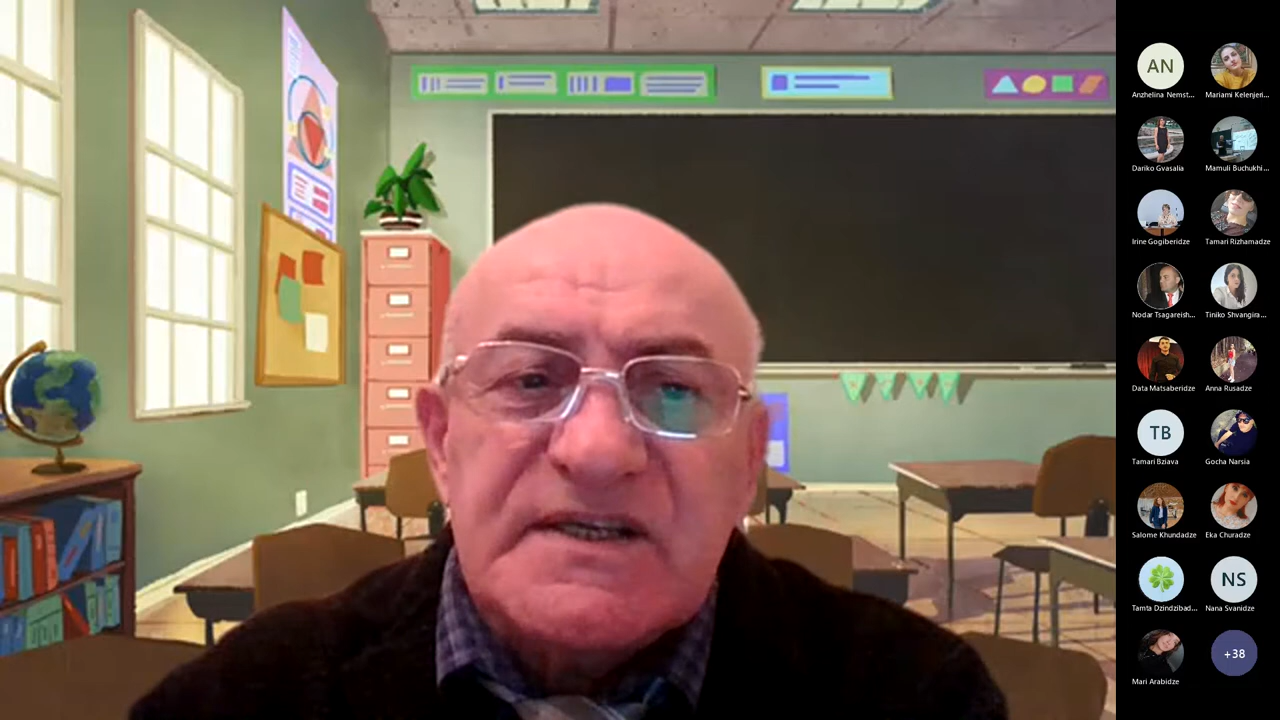 AN
Anzhelina Nemst...
Mariami Kelenjeri...
Dariko Gvasalia
Mamuli Buchukhi...
Irine Gogiberidze
Tamari Rizhamadze
Nodar Tsagareish...
Tiniko Shvangira...
Data Matsaberidze
Anna Rusadze
TB
Tamari Bziava
Gocha Narsia
Salome Khundadze
Eka Churadze
NS
Tamta Dzindzibad...
Nana Svanidze
+38
Mari Arabidze